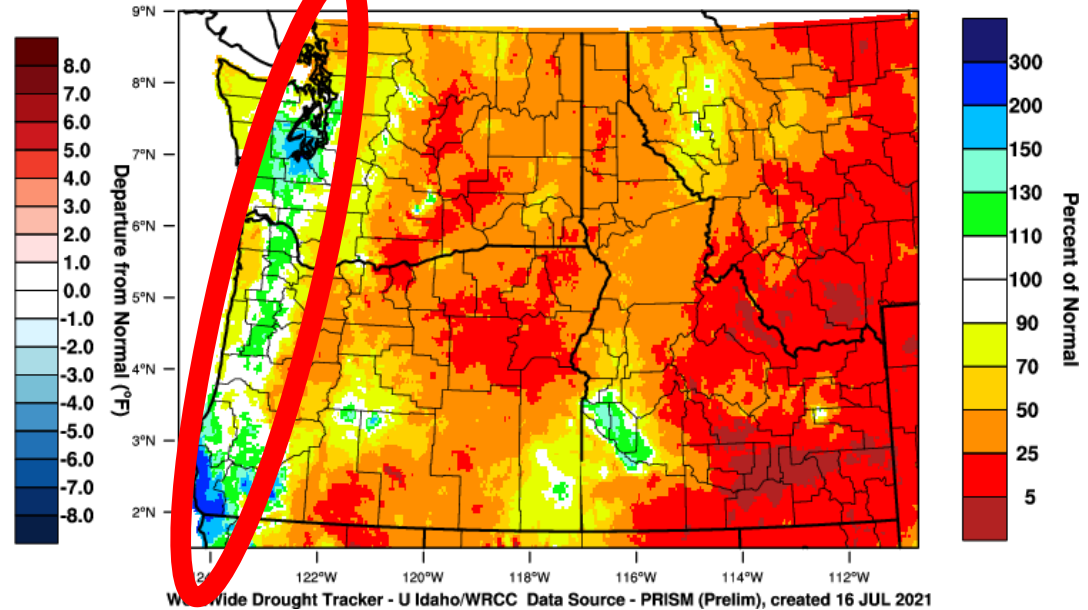 8.0
7.0
6.0
5.0
4.0
3.0
2.0
1.0
0.0
-1.0
-2.0
-3.0
-4.0
-5.0
-6.0
-7.0
-8.0
Departure from Normal (°F)
9°N
8°N
7°N
6°N
5°N
4°N
3°N
2°N
122°W
120°W
118°W
116°W
114°W
112°W
300
200
150
130
110
100
90
70
50
25
5
Percent of Normal
Wide Drought Tracker - U Idaho/WRCC Data Source - PRISM (Prelim), created 16 JUL 2021